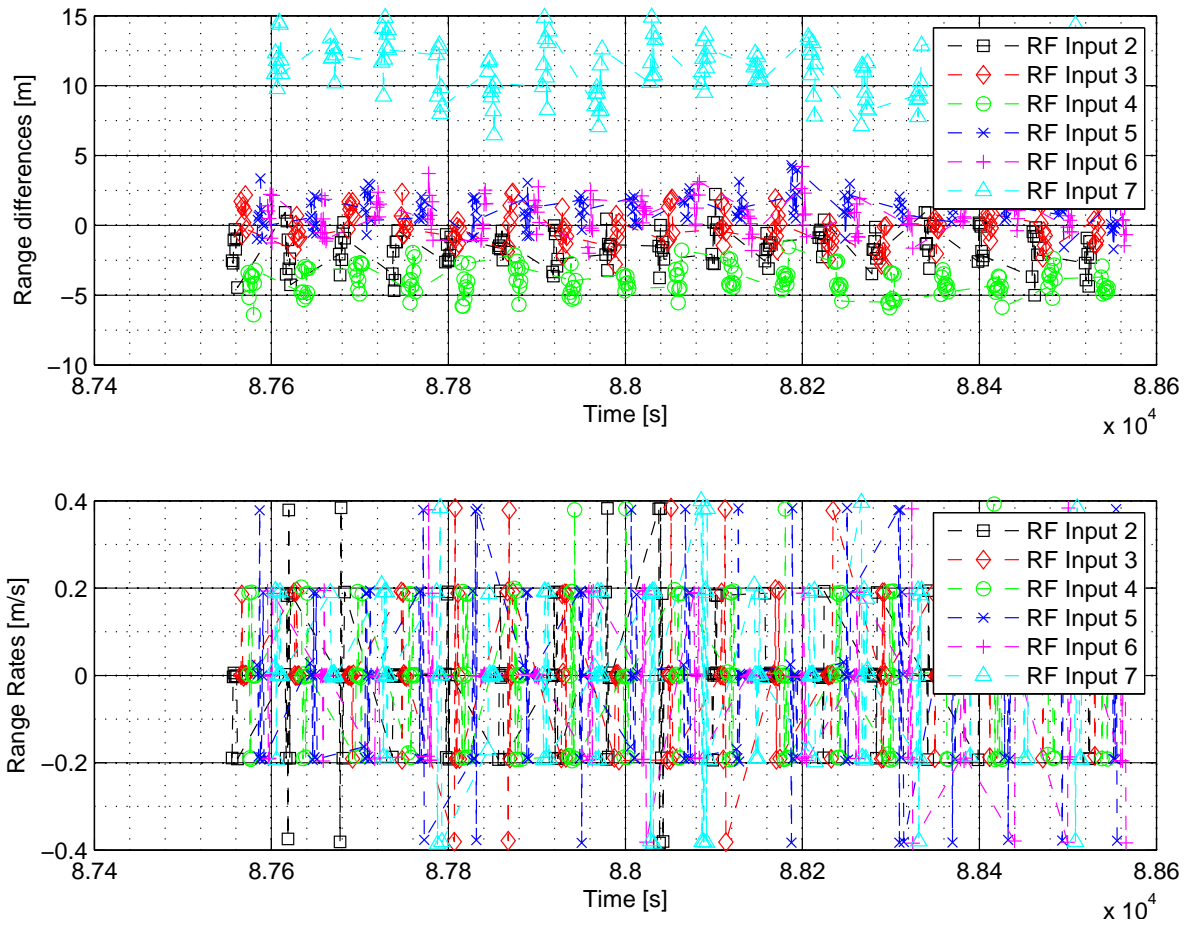 15
10
5
0
−5
−10
Range differences [m]
RF Input 2
RF Input 3
RF Input 4
RF Input 5
RF Input 6
RF Input 7
8.74
8.76
8.78
8.8
8.82
8.84
8.86
Time [s]
x 10^4
0.4
0.2
0
−0.2
−0.4
Range Rates [m/s]
RF Input 2
RF Input 3
RF Input 4
RF Input 5
RF Input 6
RF Input 7
8.74
8.76
8.78
8.8
8.82
8.84
8.86
Time [s]
x 10^4